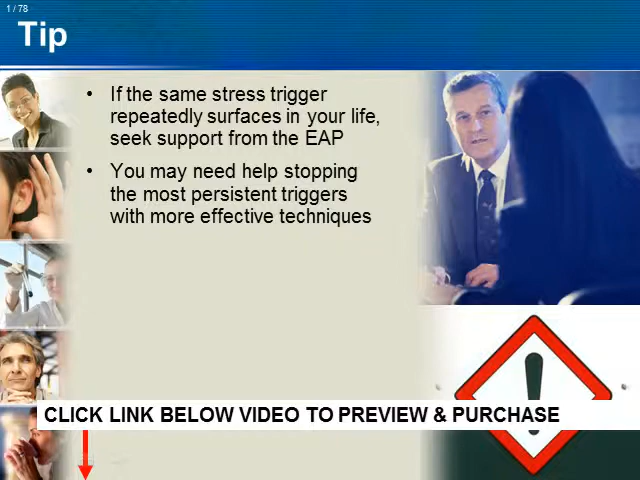 1 / 78
Tip
• If the same stress trigger
repeatedly surfaces in your life,
seek support from the EAP
• You may need help stopping
the most persistent triggers
with more effective techniques
CLICK LINK BELOW VIDEO TO PREVIEW & PURCHASE